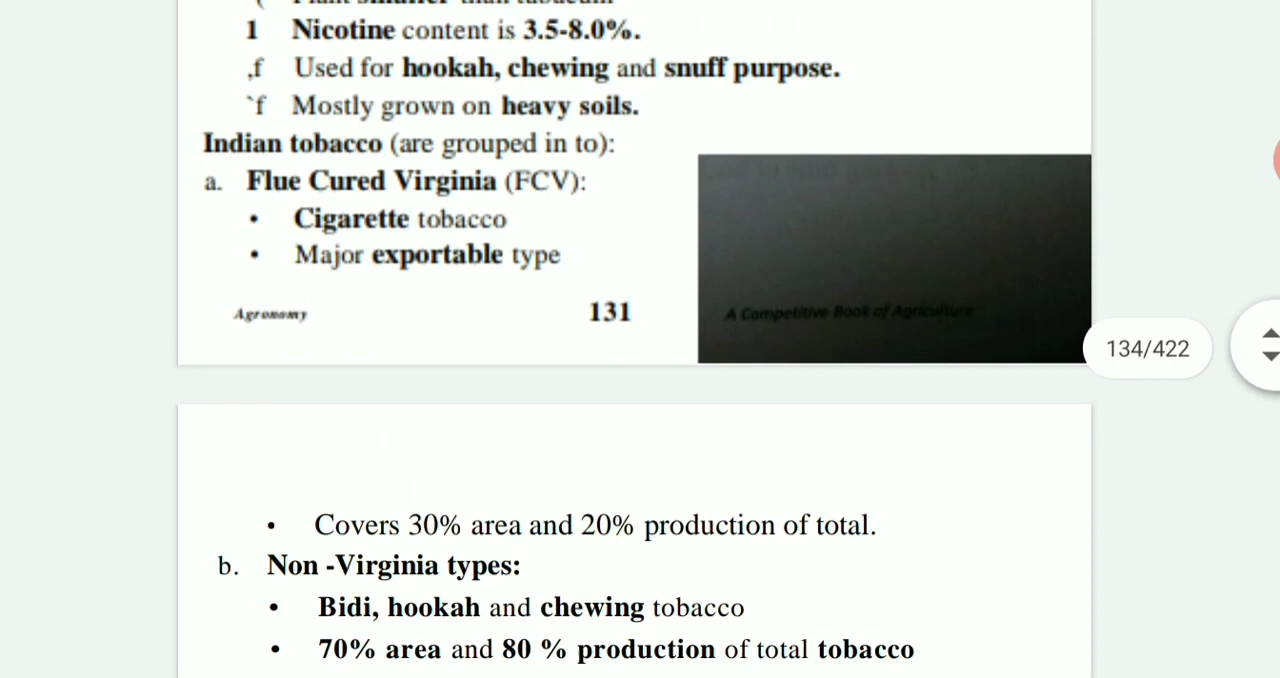 1 Nicotine content is 3.5-8.0%.
,f Used for hookah, chewing and snuff purpose.
`f Mostly grown on heavy soils.
Indian tobacco (are grouped in to):
a. Flue Cured Virginia (FCV):
• Cigarette tobacco
• Major exportable type
Agronomy 131 A Competitive Book of Agriculture
134/422
• Covers 30% area and 20% production of total.
b. Non -Virginia types:
• Bidi, hookah and chewing tobacco
• 70% area and 80 % production of total tobacco